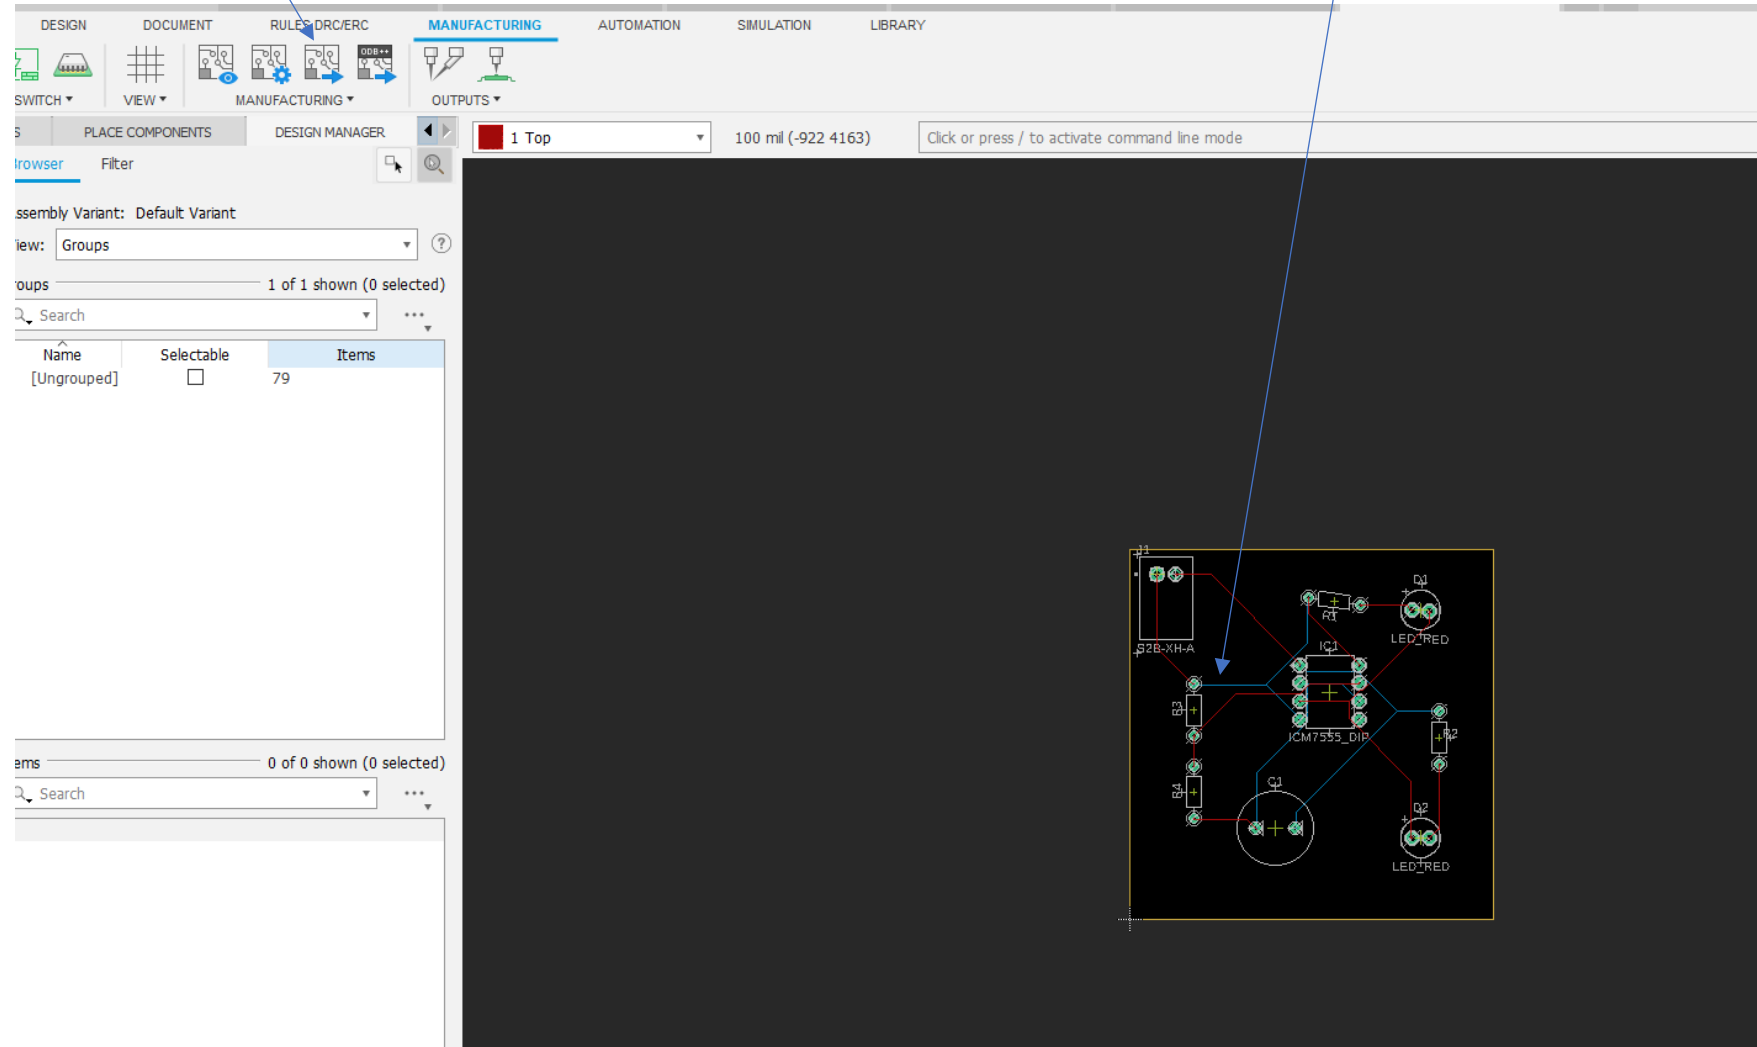 DESIGN DOCUMENT RULES DRC/ERC MANUFACTURING AUTOMATION SIMULATION LIBRARY
ODB++
SWITCH VIEW MANUFACTURING OUTPUTS
S PLACE COMPONENTS DESIGN MANAGER
1 Top 100 mil (-922 4163) Click or press / to activate command line mode
rowser Filter
ssembly Variant: Default Variant
iew: Groups
roups 1 of 1 shown (0 selected)
Search
Name Selectable Items
[Ungrouped] 79
ems 0 of 0 shown (0 selected)
Search
J1
S2B-XH-A
R1
D1
LED_RED
IC1
ICM7555_DIP
R3
R2
R4
C1
D2
LED_RED